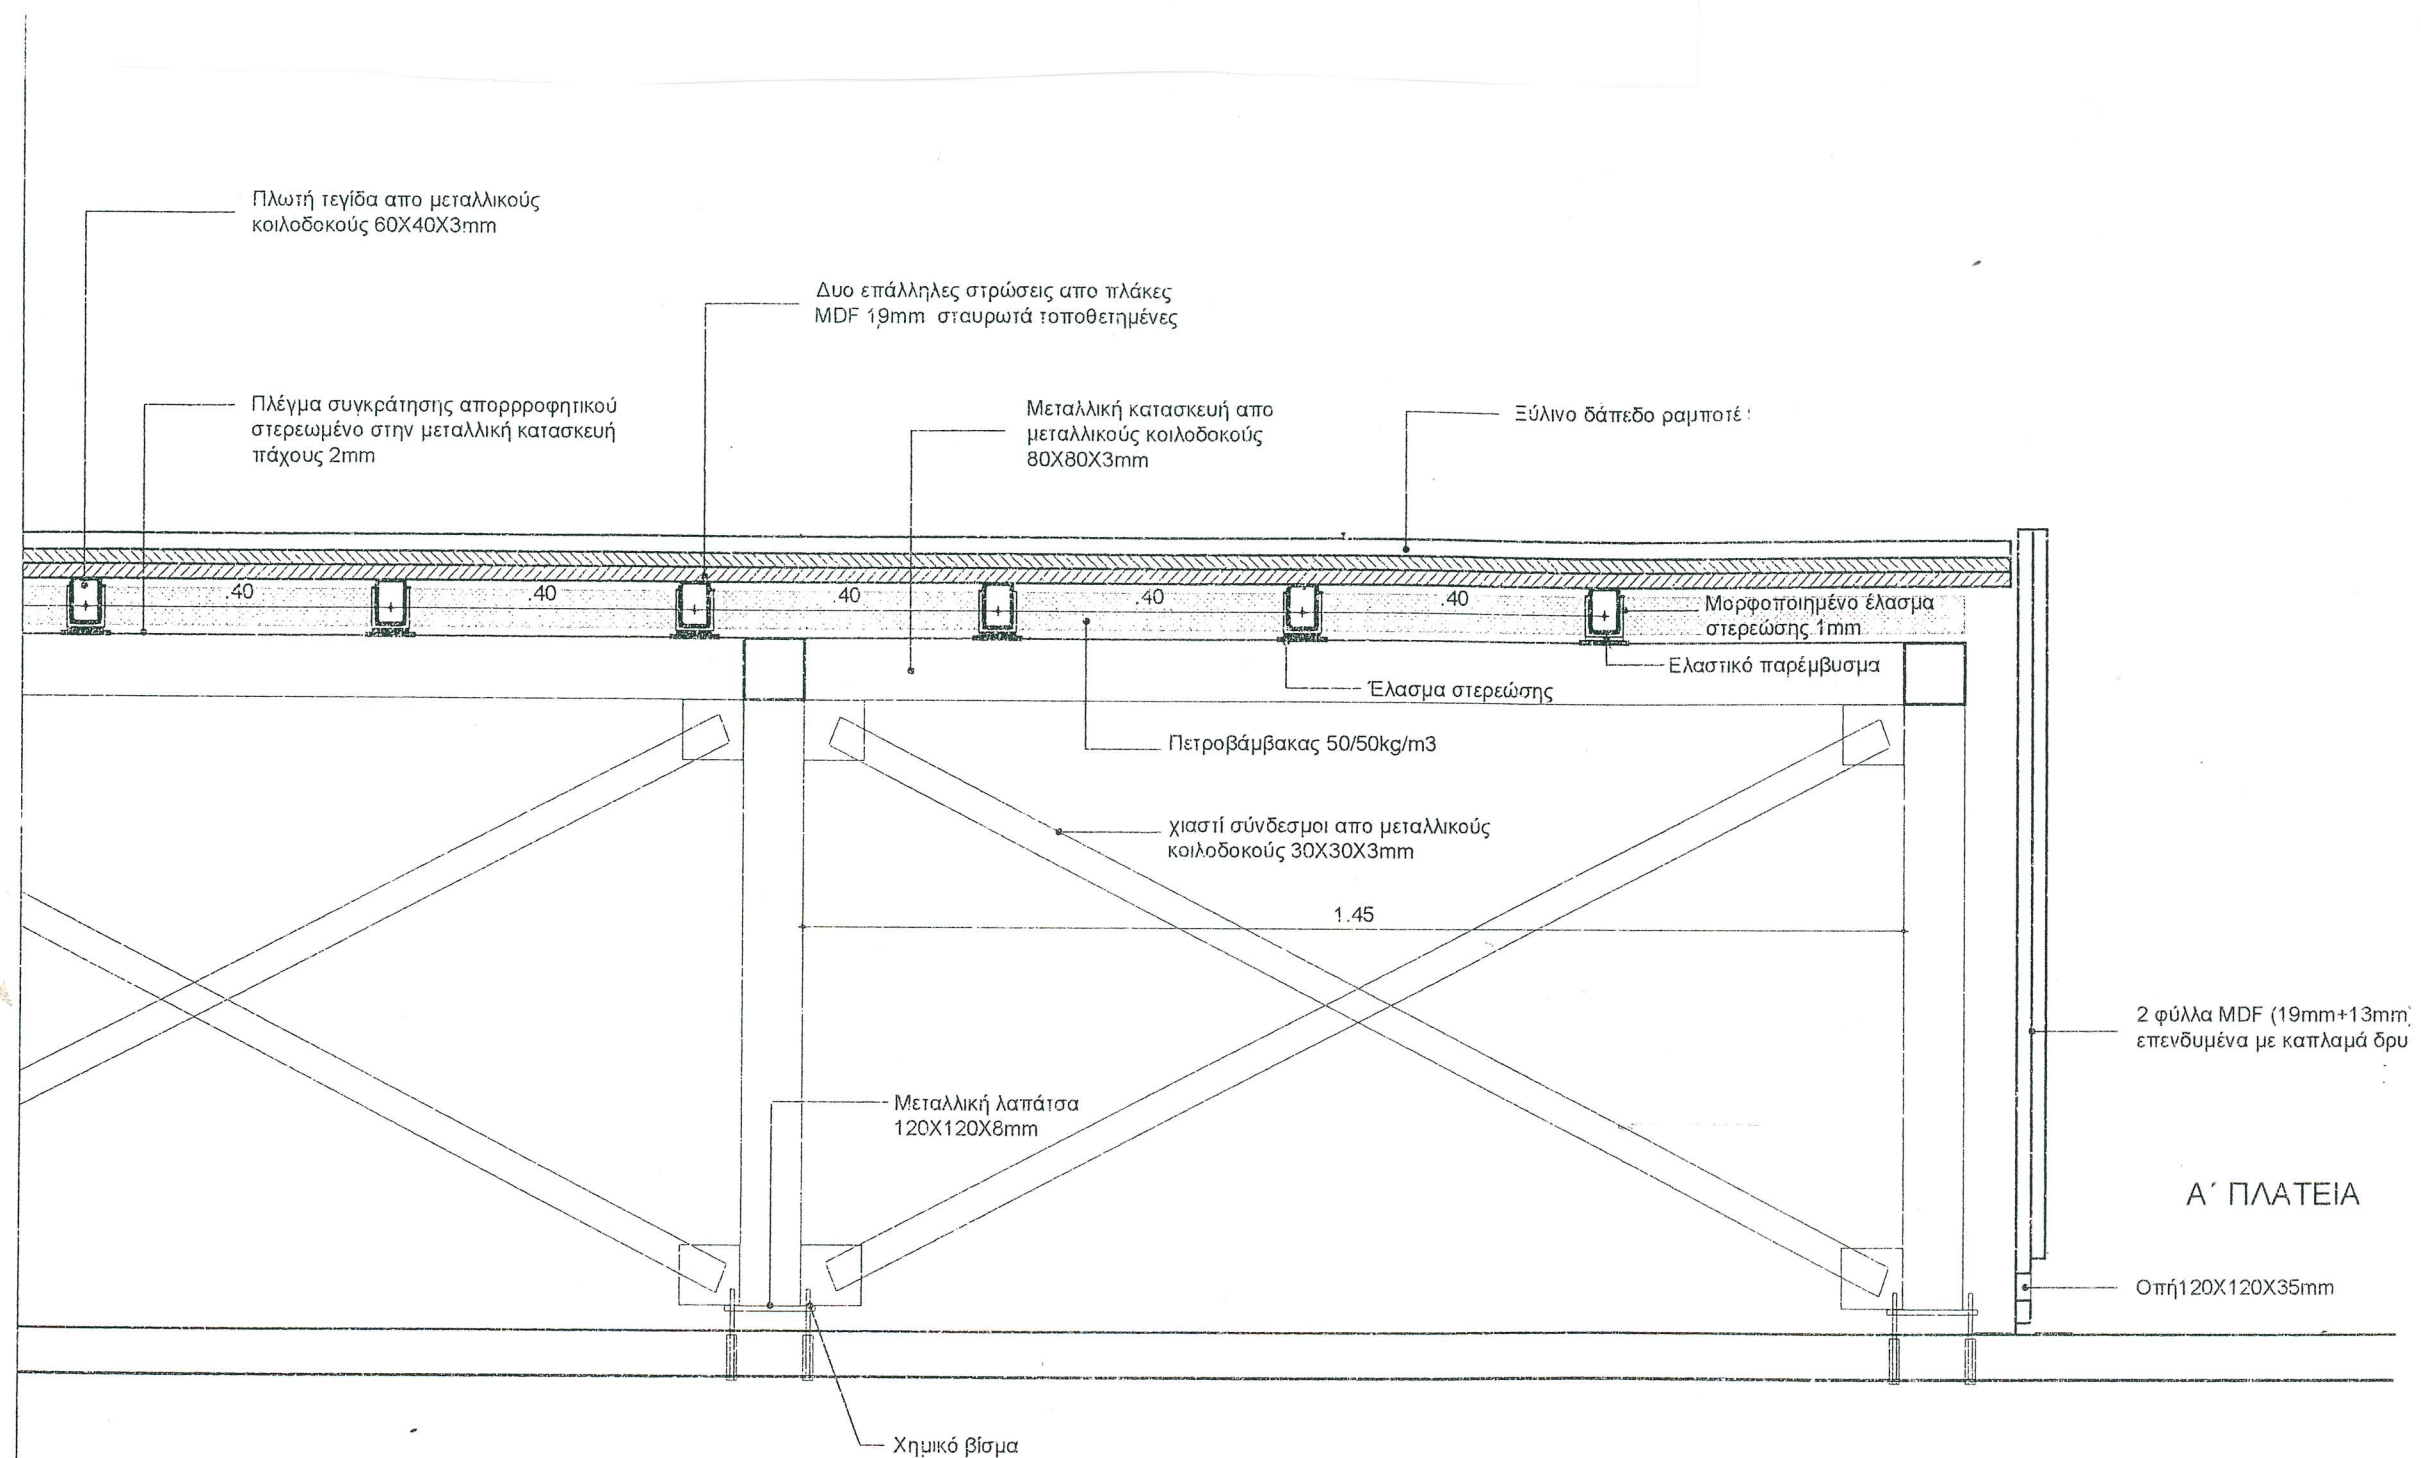 Πλωτή τεγίδα απο μεταλλικούς
κοιλοδοκούς 60Χ40Χ3mm
Δυο επάλληλες στρώσεις απο πλάκες
MDF 19mm σταυρωτά τοποθετημένες
Πλέγμα συγκράτησης απορρροφητικού
στερεωμένο στην μεταλλική κατασκευή
πάχους 2mm
Μεταλλική κατασκευή απο
μεταλλικούς κοιλοδοκούς
80Χ80Χ3mm
Ξύλινο δάπεδο ραμποτέ
.40 .40 .40 .40 .40
Μορφοποιημένο έλασμα
στερεώσης 1mm
Ελαστικό παρέμβυσμα
Έλασμα στερεώσης
Πετροβάμβακας 50/50kg/m3
χιαστί σύνδεσμοι απο μεταλλικούς
κοιλοδοκούς 30Χ30Χ3mm
1.45
2 φύλλα MDF (19mm+13mm)
επενδυμένα με καπλαμά δρυ
Μεταλλική λαπάτσα
120Χ120Χ8mm
Α΄ ΠΛΑΤΕΙΑ
Οπή120Χ120Χ35mm
Χημικό βίσμα